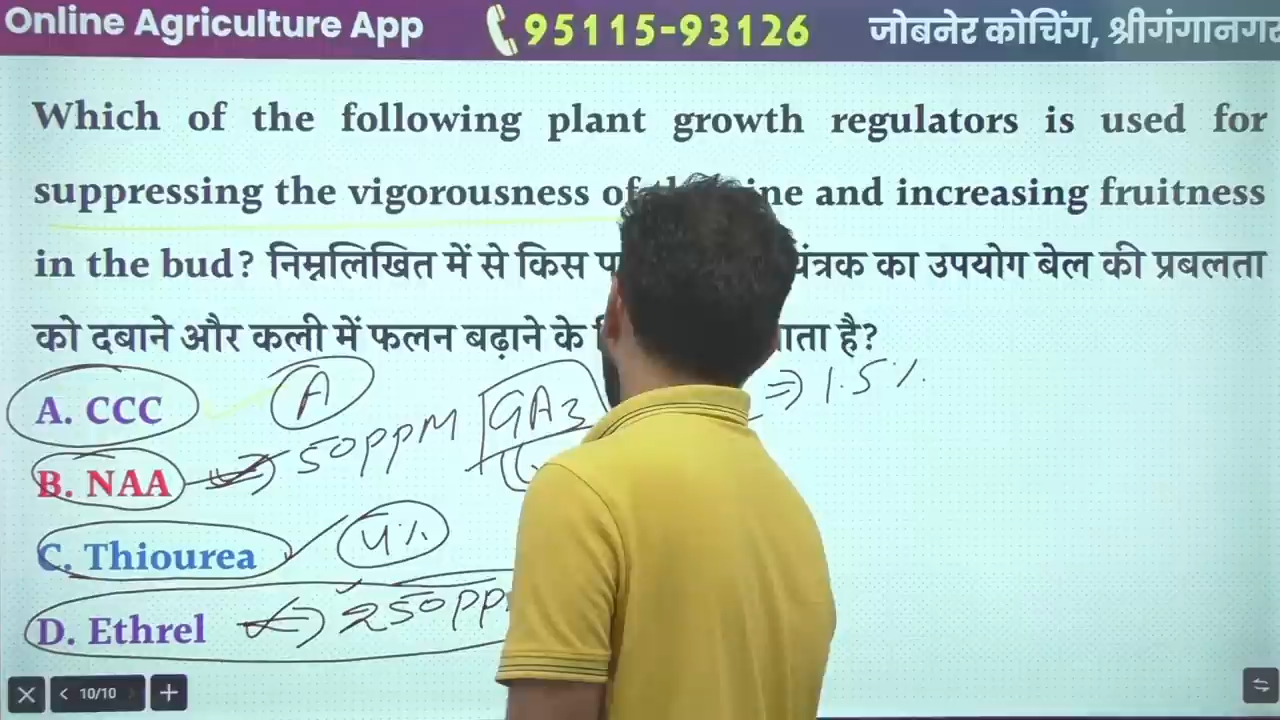 Online Agriculture App 95115-93126 जोबनेर कोचिंग, श्रीगंगानगर
Which of the following plant growth regulators is used for
suppressing the vigorousness of and increasing fruitness
in the bud? निम्नलिखित में से किस का उपयोग बेल की प्रबलता
को दबाने और कली में फलन बढ़ाने के है?
A. CCC A
GA3 => 1.5%
B. NAA => 50PPM
C. Thiourea 4%
D. Ethrel 250PP
10/10